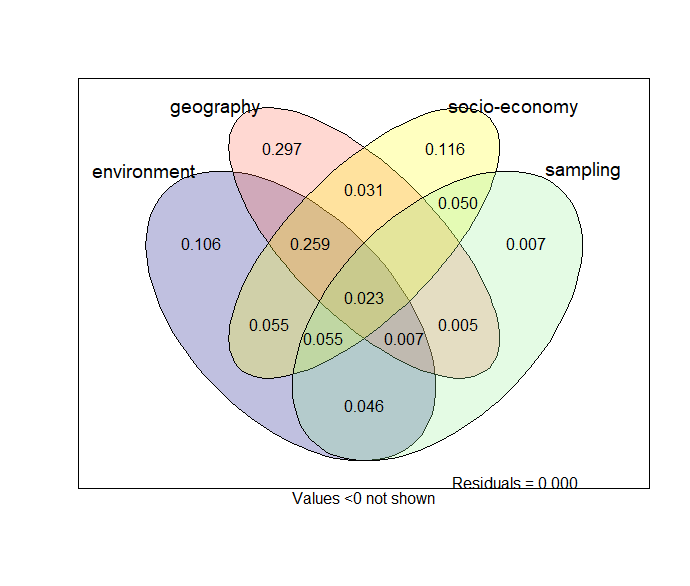 geography
socio-economy
environment
sampling
0.297
0.116
0.031
0.050
0.106
0.259
0.007
0.023
0.055
0.005
0.055
0.007
0.046
Residuals = 0.000
Values <0 not shown